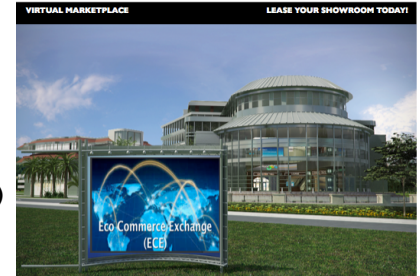 VIRTUAL MARKETPLACE
LEASE YOUR SHOWROOM TODAY!
Eco Commerce Exchange
(ECE)